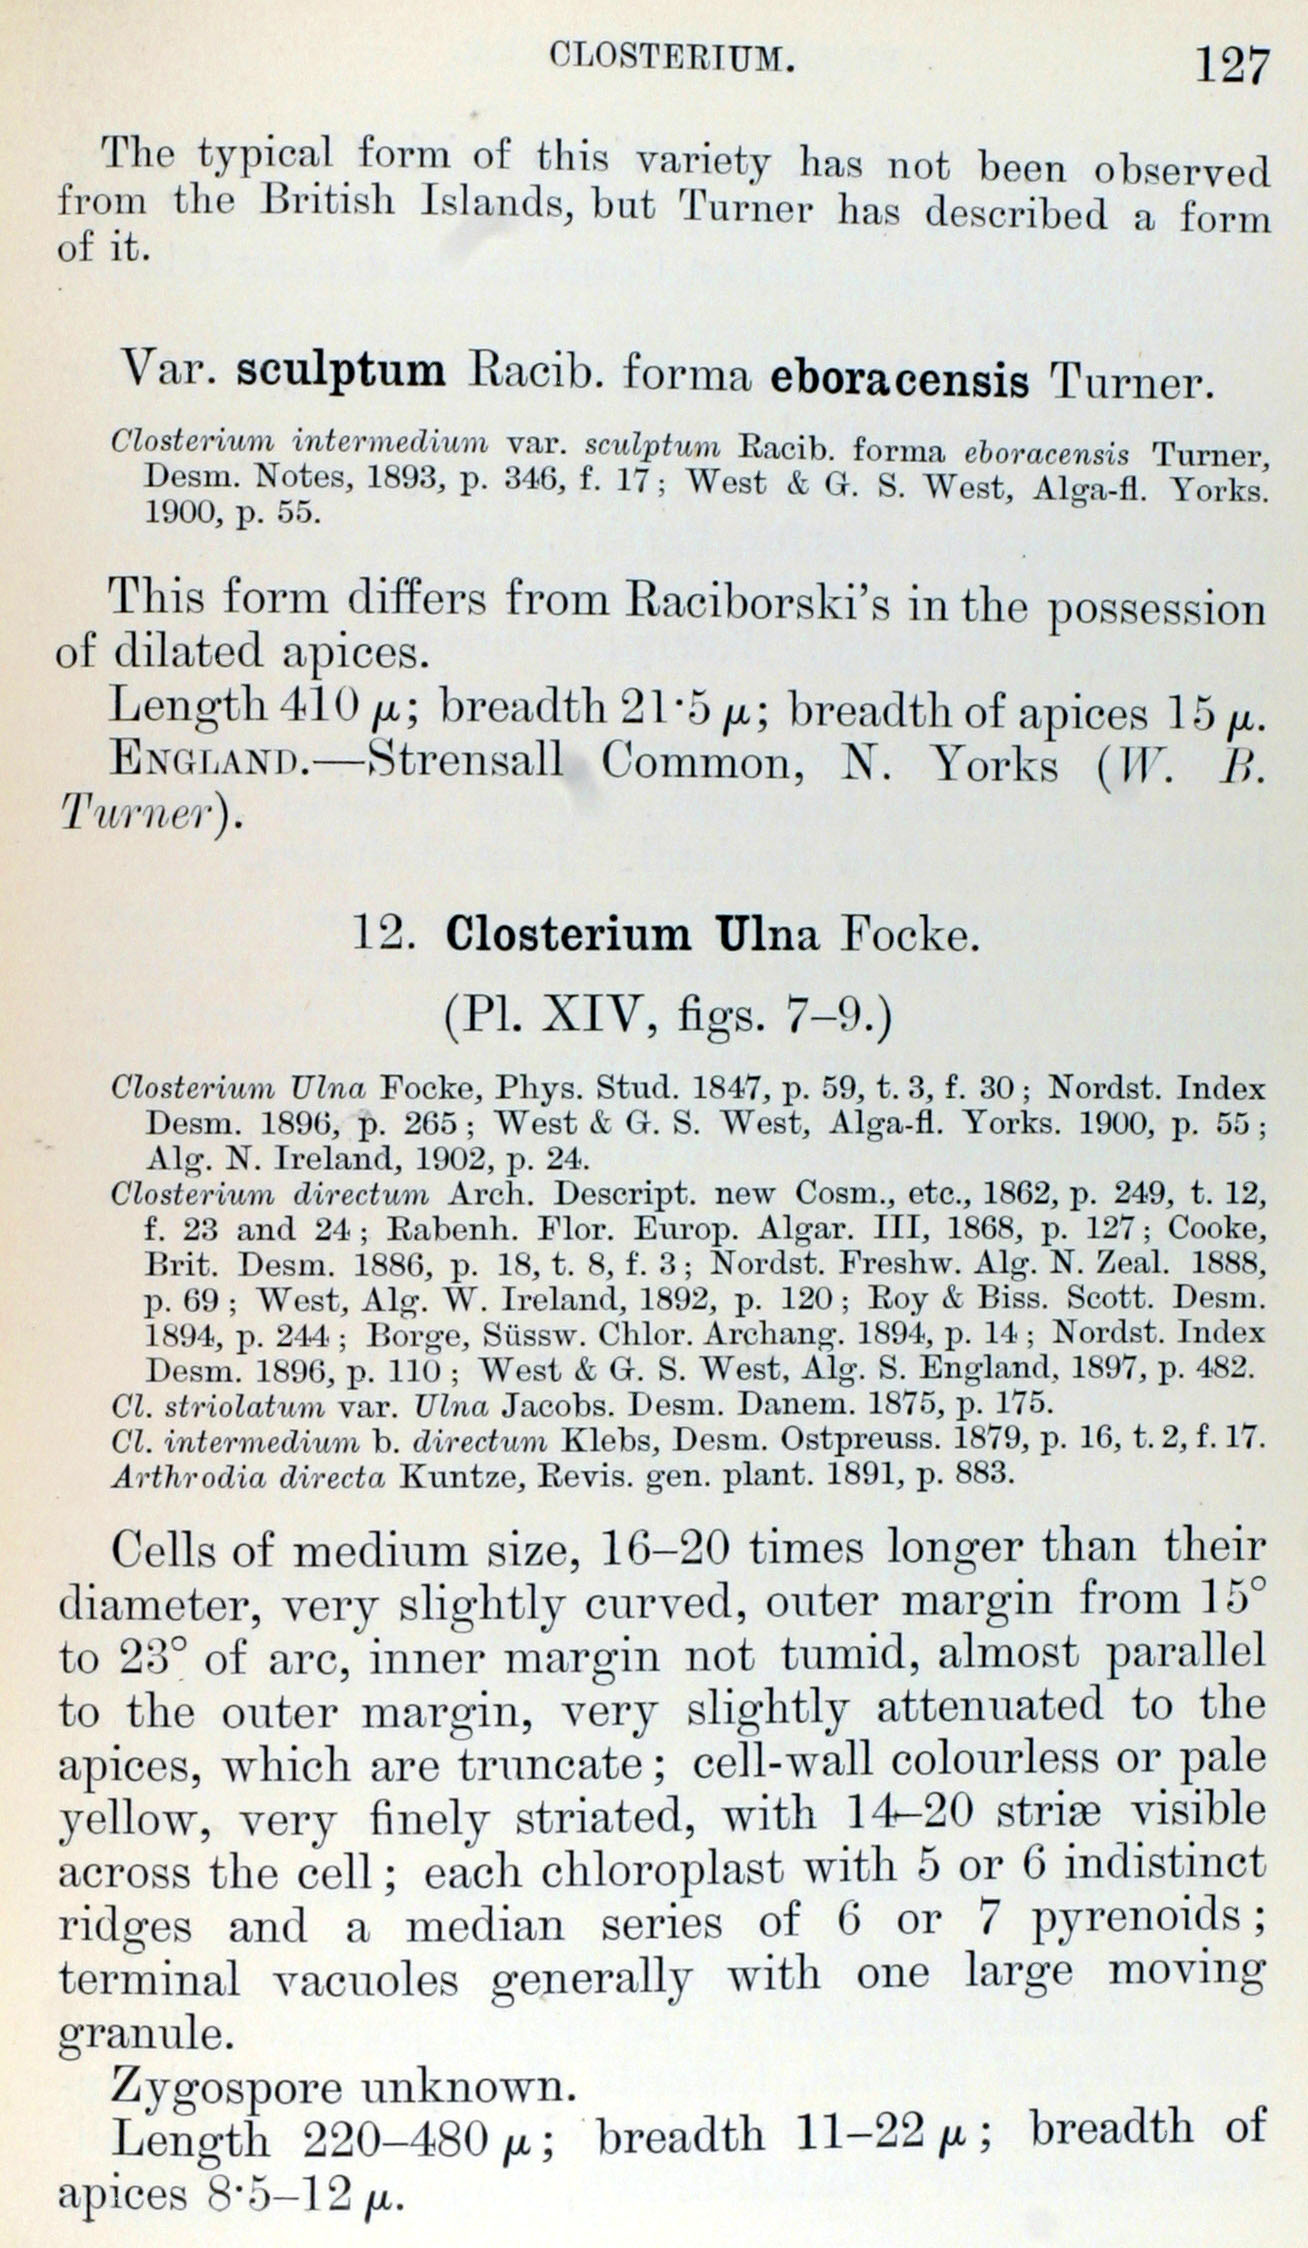 CLOSTERIUM.
127
The typical form of this variety has not been observed
from the British Islands, but Turner has described a form
of it.
Var. sculptum Racib. forma eboracensis Turner.
Closterium intermedium var. sculptum Racib. forma eboracensis Turner,
Desm. Notes, 1893, p. 346, f. 17; West & G. S. West, Alga-fl. Yorks.
1900, p. 55.
This form differs from Raciborski's in the possession
of dilated apices.
Length 410 μ; breadth 21·5 μ; breadth of apices 15 μ.
ENGLAND.—Strensall Common, N. Yorks (W. B.
Turner).
12. Closterium Ulna Focke.
(Pl. XIV, figs. 7–9.)
Closterium Ulna Focke, Phys. Stud. 1847, p. 59, t. 3, f. 30; Nordst. Index
Desm. 1896, p. 265; West & G. S. West, Alga-fl. Yorks. 1900, p. 55;
Alg. N. Ireland, 1902, p. 24.
Closterium directum Arch. Descript. new Cosm., etc., 1862, p. 249, t. 12,
f. 23 and 24; Rabenh. Flor. Europ. Algar. III, 1868, p. 127; Cooke,
Brit. Desm. 1886, p. 18, t. 8, f. 3; Nordst. Freshw. Alg. N. Zeal. 1888,
p. 69; West, Alg. W. Ireland, 1892, p. 120; Roy & Biss. Scott. Desm.
1894, p. 244; Borge, Süssw. Chlor. Archang. 1894, p. 14; Nordst. Index
Desm. 1896, p. 110; West & G. S. West, Alg. S. England, 1897, p. 482.
Cl. striolatum var. Ulna Jacobs. Desm. Danem. 1875, p. 175.
Cl. intermedium b. directum Klebs, Desm. Ostpreuss. 1879, p. 16, t. 2, f. 17.
Arthrodia directa Kuntze, Revis. gen. plant. 1891, p. 883.
Cells of medium size, 16–20 times longer than their
diameter, very slightly curved, outer margin from 15°
to 23° of arc, inner margin not tumid, almost parallel
to the outer margin, very slightly attenuated to the
apices, which are truncate; cell-wall colourless or pale
yellow, very finely striated, with 14–20 striæ visible
across the cell; each chloroplast with 5 or 6 indistinct
ridges and a median series of 6 or 7 pyrenoids;
terminal vacuoles generally with one large moving
granule.
Zygospore unknown.
Length 220–480 μ; breadth 11–22 μ; breadth of
apices 8·5–12 μ.